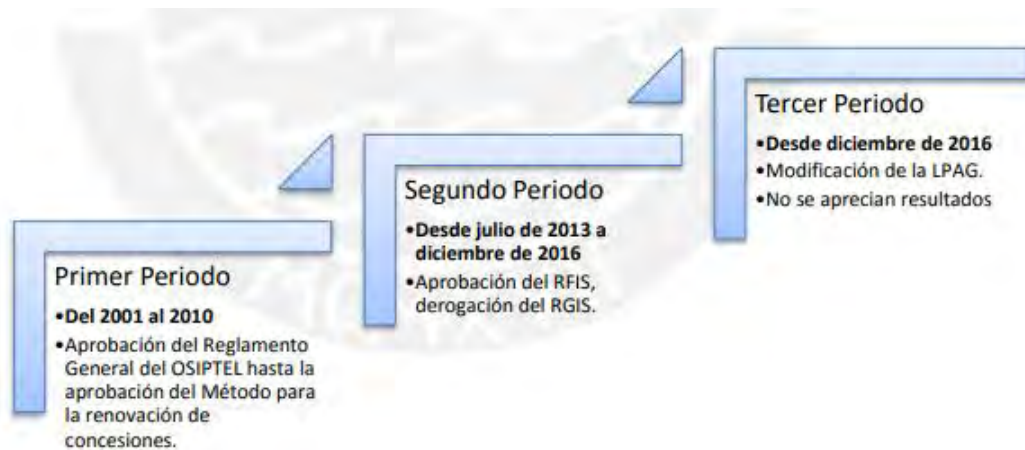 Primer Periodo
•Del 2001 al 2010
•Aprobación del Reglamento
General del OSIPTEL hasta la
aprobación del Método para
la renovación de
concesiones.
Segundo Periodo
•Desde julio de 2013 a
diciembre de 2016
•Aprobación del RFIS,
derogación del RGIS.
Tercer Periodo
•Desde diciembre de 2016
•Modificación de la LPAG.
•No se aprecian resultados